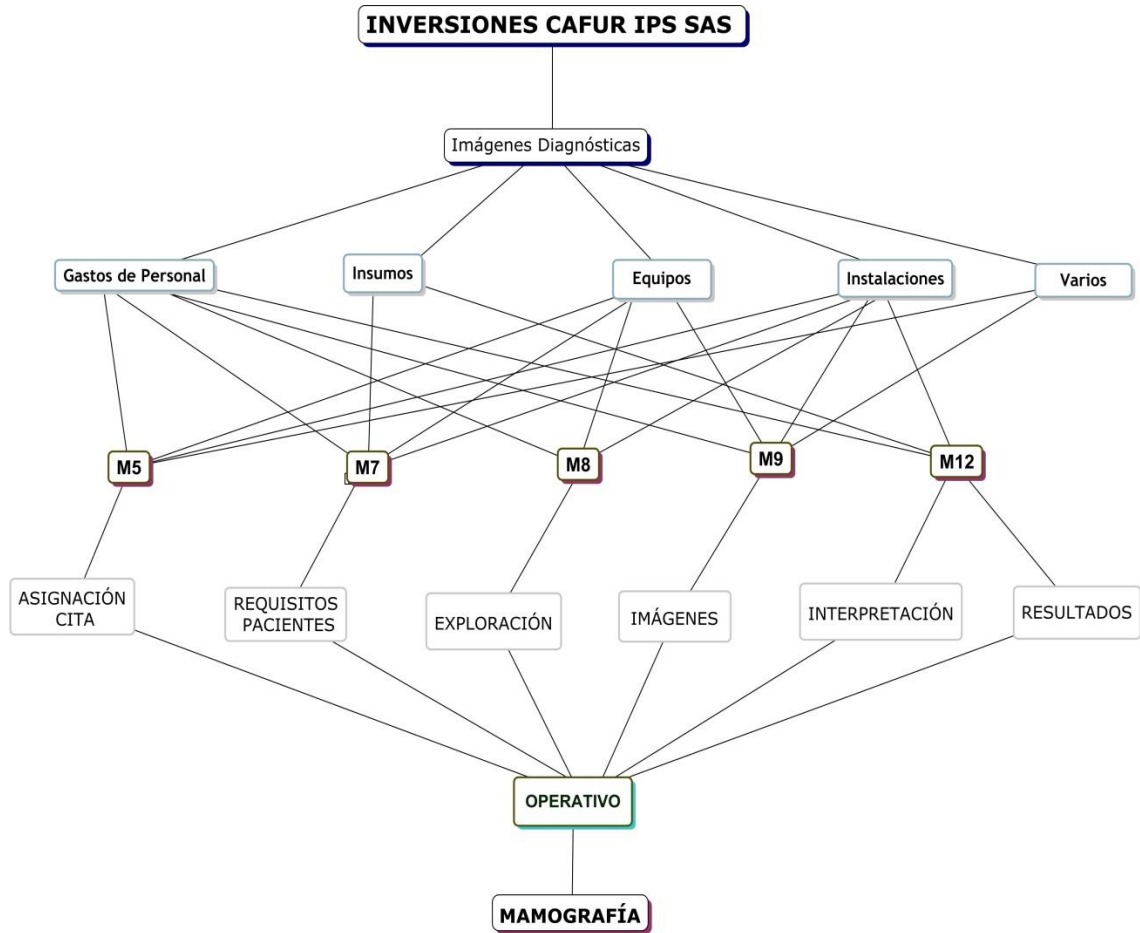 INVERSIONES CAFUR IPS SAS
Imágenes Diagnósticas
Gastos de Personal
Insumos
Equipos
Instalaciones
Varios
M5
M7
M8
M9
M12
ASIGNACIÓN
CITA
REQUISITOS
PACIENTES
EXPLORACIÓN
IMÁGENES
INTERPRETACIÓN
RESULTADOS
OPERATIVO
MAMOGRAFÍA